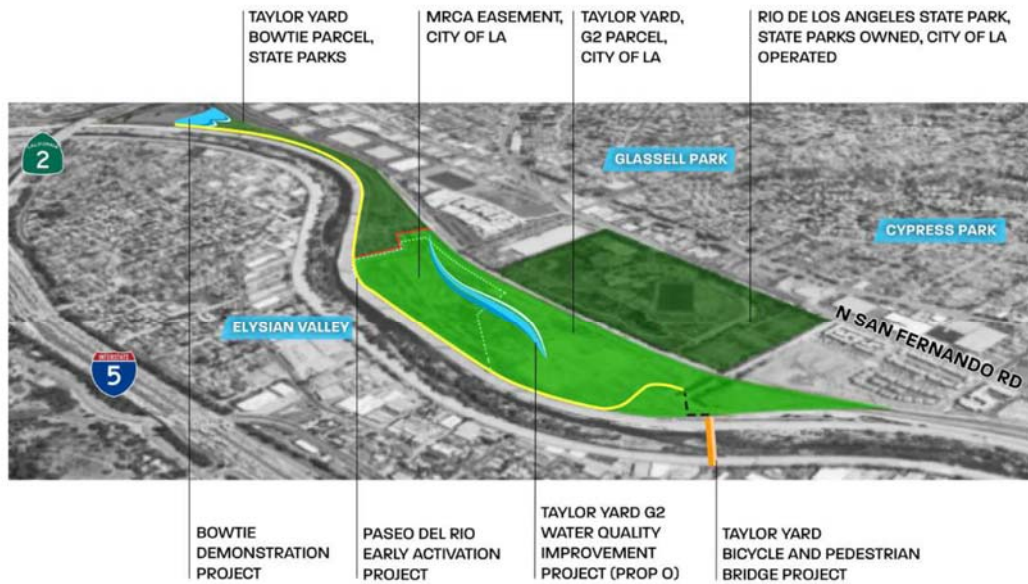 TAYLOR YARD
BOWTIE PARCEL,
STATE PARKS
MRCA EASEMENT,
CITY OF LA
TAYLOR YARD,
G2 PARCEL,
CITY OF LA
RIO DE LOS ANGELES STATE PARK,
STATE PARKS OWNED, CITY OF LA
OPERATED
CALIFORNIA
2
GLASSELL PARK
CYPRESS PARK
ELYSIAN VALLEY
N SAN FERNANDO RD
INTERSTATE
5
BOWTIE
DEMONSTRATION
PROJECT
PASEO DEL RIO
EARLY ACTIVATION
PROJECT
TAYLOR YARD G2
WATER QUALITY
IMPROVEMENT
PROJECT (PROP O)
TAYLOR YARD
BICYCLE AND PEDESTRIAN
BRIDGE PROJECT